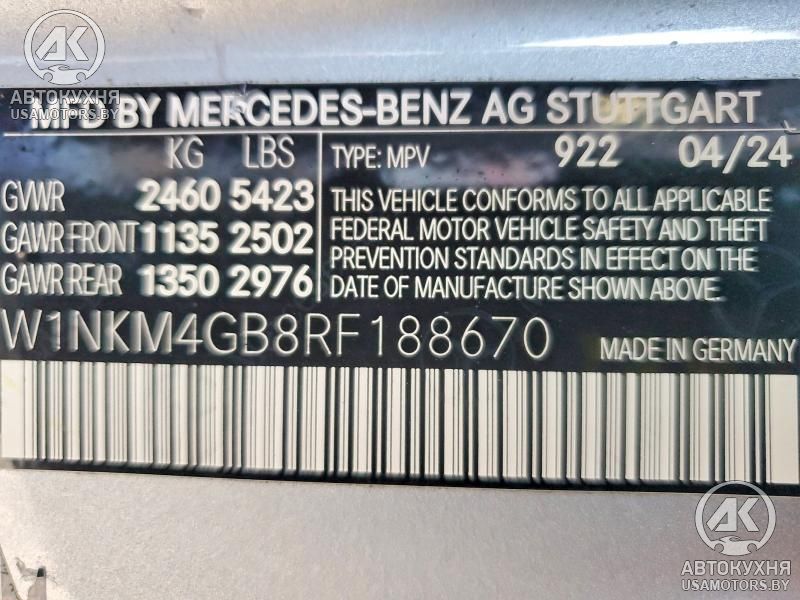 АВТОКУХНЯ
USAMOTORS.BY
MFD BY MERCEDES-BENZ AG STUTTGART
KG LBS
GVWR 2460 5423
GAWR FRONT 1135 2502
GAWR REAR 1350 2976
TYPE: MPV 922 04/24
THIS VEHICLE CONFORMS TO ALL APPLICABLE
FEDERAL MOTOR VEHICLE SAFETY AND THEFT
PREVENTION STANDARDS IN EFFECT ON THE
DATE OF MANUFACTURE SHOWN ABOVE.
W1NKM4GB8RF188670 MADE IN GERMANY
АВТОКУХНЯ
USAMOTORS.BY